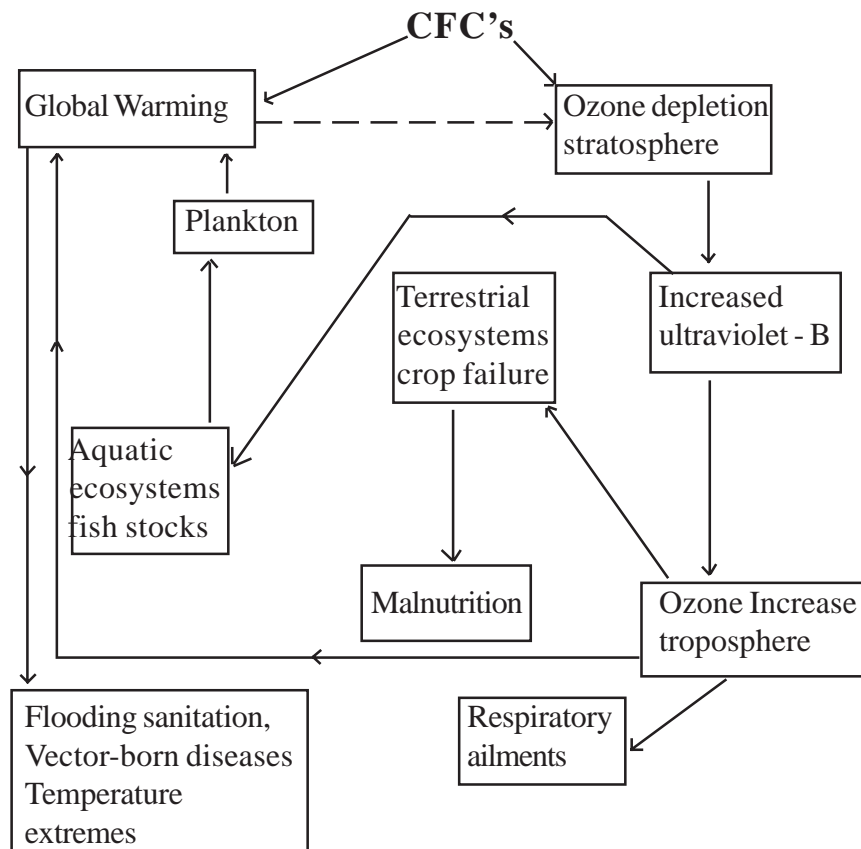 CFC's
Global Warming
Ozone depletion
stratosphere
Plankton
Terrestrial
ecosystems
crop failure
Increased
ultraviolet - B
Aquatic
ecosystems
fish stocks
Malnutrition
Ozone Increase
troposphere
Flooding sanitation,
Vector-born diseases
Temperature
extremes
Respiratory
ailments